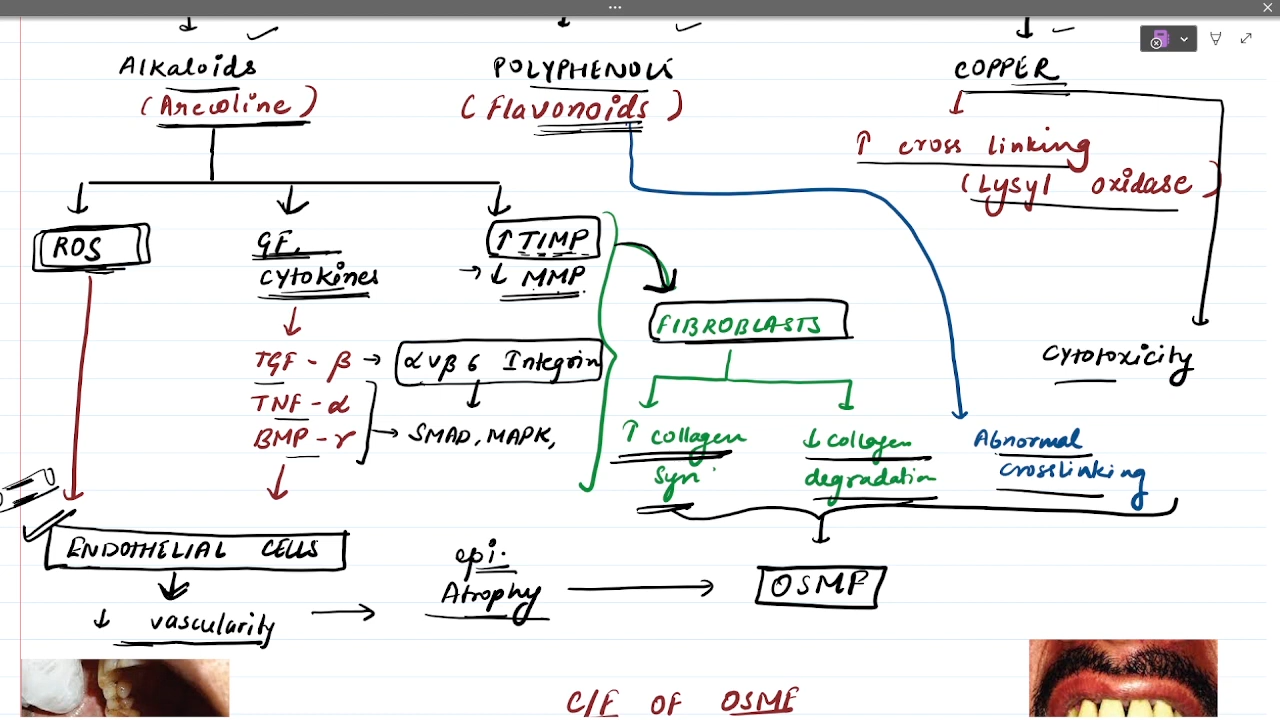 Alkaloids
(Arecoline)
POLYPHENOLS
(Flavonoids)
COPPER
↑ cross linking
(Lysyl oxidase)
Cytotoxicity
ROS
GF,
cytokines
↑ TIMP
→ ↓ MMP
TGF - β → αvβ6 Integrin
TNF - α
BMP - γ → SMAD, MAPK,
FIBROBLASTS
↑ collagen
syn.
↓ collagen
degradation
Abnormal
crosslinking
ENDOTHELIAL CELLS
↓ vascularity
epi.
Atrophy
OSMF
C/F OF OSMF